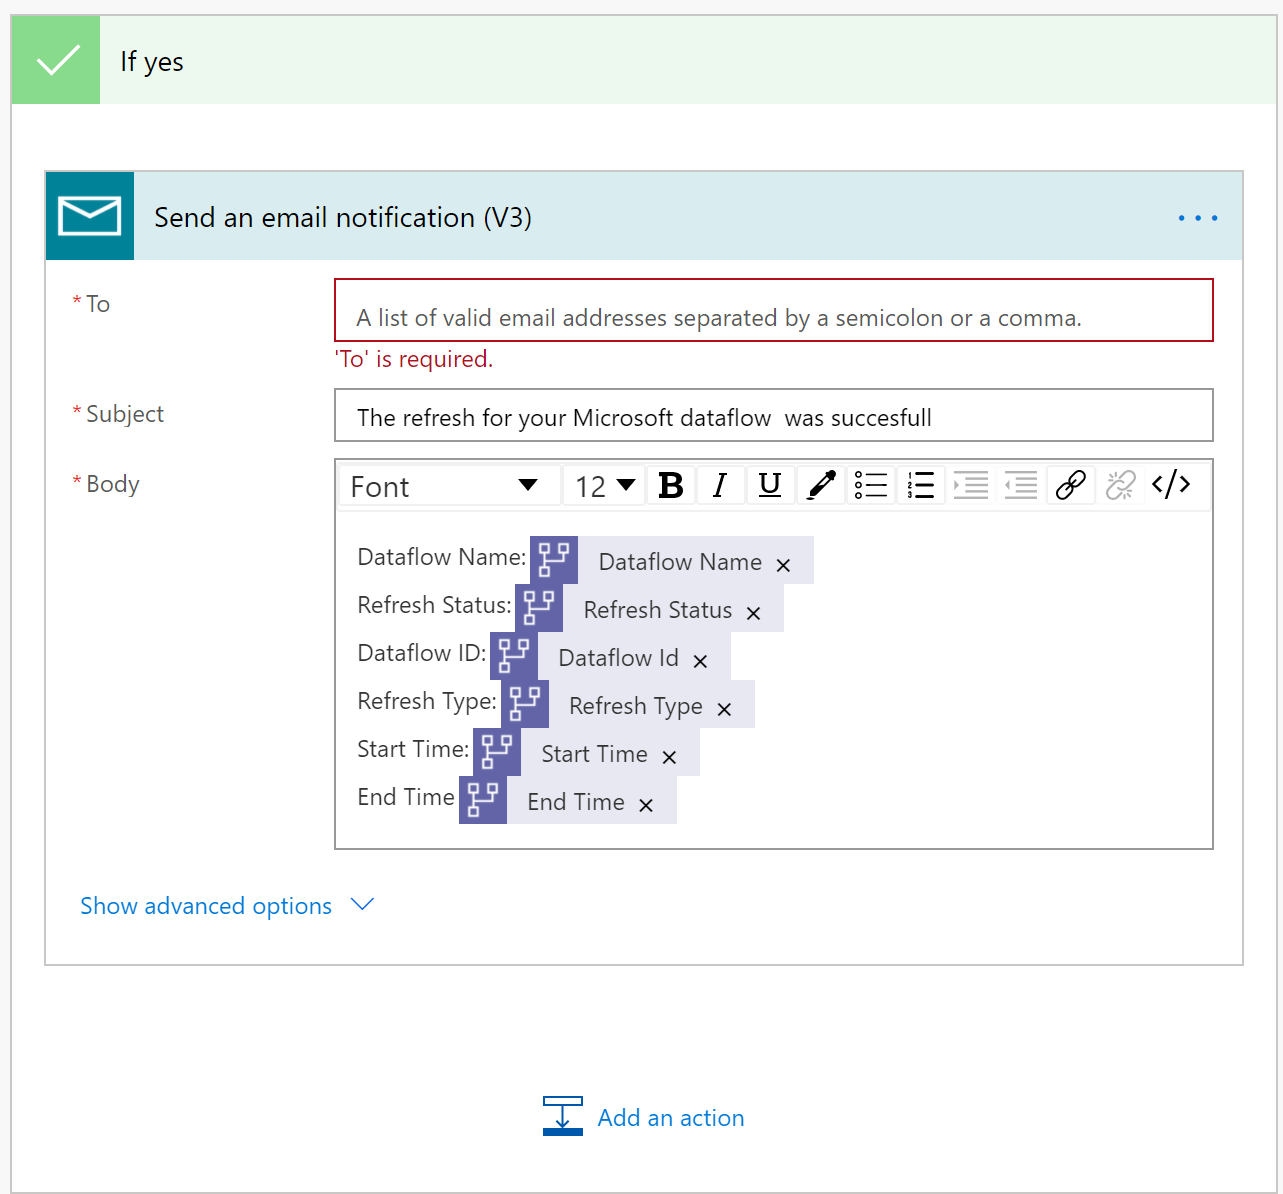 If yes
Send an email notification (V3)
* To
A list of valid email addresses separated by a semicolon or a comma.
'To' is required.
* Subject
The refresh for your Microsoft dataflow  was succesfull
* Body
Font 12 B I U </>
Dataflow Name: Dataflow Name ×
Refresh Status: Refresh Status ×
Dataflow ID: Dataflow Id ×
Refresh Type: Refresh Type ×
Start Time: Start Time ×
End Time End Time ×
Show advanced options
Add an action